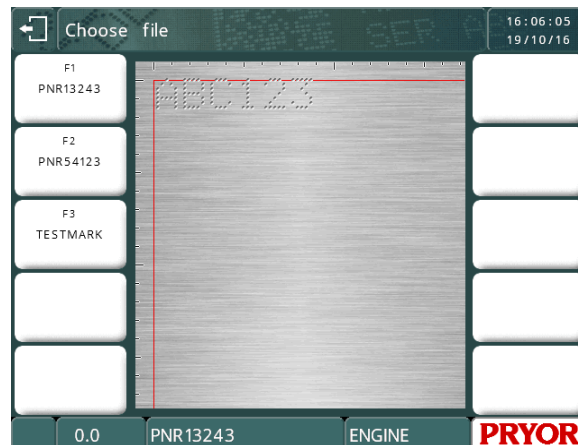 Choose file
16:06:05
19/10/16
F1
PNR13243
F2
PNR54123
F3
TESTMARK
ABC123
SER
0.0
PNR13243
ENGINE
PRYOR